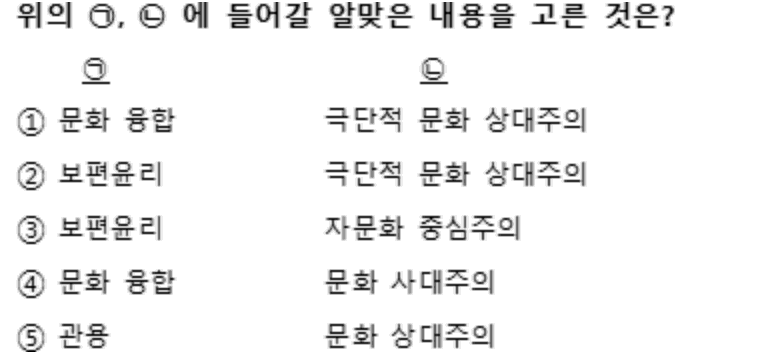 위의 ㉠, ㉡ 에 들어갈 알맞은 내용을 고른 것은?
㉠ ㉡
① 문화 융합 극단적 문화 상대주의
② 보편윤리 극단적 문화 상대주의
③ 보편윤리 자문화 중심주의
④ 문화 융합 문화 사대주의
⑤ 관용 문화 상대주의